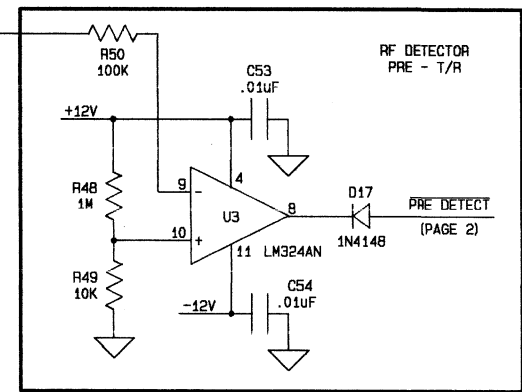 R50
100K
RF DETECTOR
PRE - T/R
C53
.01uF
+12V
R48
1M
9
-
4
U3
8
D17
1N4148
PRE DETECT
(PAGE 2)
10
+
11
LM324AN
R49
10K
-12V
C54
.01uF